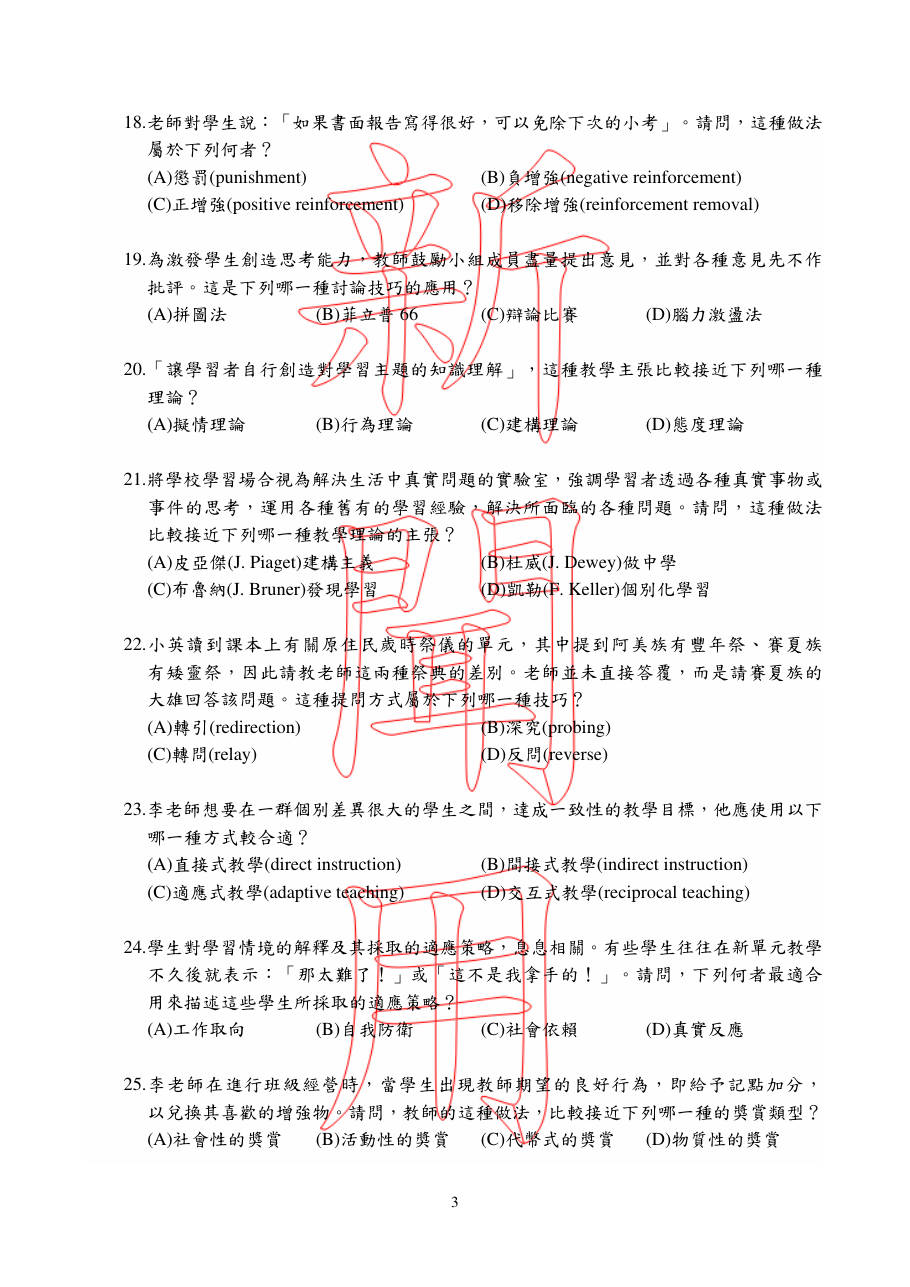 18.老師對學生說：「如果書面報告寫得很好，可以免除下次的小考」。請問，這種做法
屬於下列何者？
(A)懲罰(punishment) (B)負增強(negative reinforcement)
(C)正增強(positive reinforcement) (D)移除增強(reinforcement removal)
19.為激發學生創造思考能力，教師鼓勵小組成員盡量提出意見，並對各種意見先不作
批評。這是下列哪一種討論技巧的應用？
(A)拼圖法 (B)菲立普 66 (C)辯論比賽 (D)腦力激盪法
20.「讓學習者自行創造對學習主題的知識理解」，這種教學主張比較接近下列哪一種
理論？
(A)擬情理論 (B)行為理論 (C)建構理論 (D)態度理論
21.將學校學習場合視為解決生活中真實問題的實驗室，強調學習者透過各種真實事物或
事件的思考，運用各種舊有的學習經驗，解決所面臨的各種問題。請問，這種做法
比較接近下列哪一種教學理論的主張？
(A)皮亞傑(J. Piaget)建構主義 (B)杜威(J. Dewey)做中學
(C)布魯納(J. Bruner)發現學習 (D)凱勒(F. Keller)個別化學習
22.小英讀到課本上有關原住民歲時祭儀的單元，其中提到阿美族有豐年祭、賽夏族
有矮靈祭，因此請教老師這兩種祭典的差別。老師並未直接答覆，而是請賽夏族的
大雄回答該問題。這種提問方式屬於下列哪一種技巧？
(A)轉引(redirection) (B)深究(probing)
(C)轉問(relay) (D)反問(reverse)
23.李老師想要在一群個別差異很大的學生之間，達成一致性的教學目標，他應使用以下
哪一種方式較合適？
(A)直接式教學(direct instruction) (B)間接式教學(indirect instruction)
(C)適應式教學(adaptive teaching) (D)交互式教學(reciprocal teaching)
24.學生對學習情境的解釋及其採取的適應策略，息息相關。有些學生往往在新單元教學
不久後就表示：「那太難了！」或「這不是我拿手的！」。請問，下列何者最適合
用來描述這些學生所採取的適應策略？
(A)工作取向 (B)自我防衛 (C)社會依賴 (D)真實反應
25.李老師在進行班級經營時，當學生出現教師期望的良好行為，即給予記點加分，
以兌換其喜歡的增強物。請問，教師的這種做法，比較接近下列哪一種的獎賞類型？
(A)社會性的獎賞 (B)活動性的獎賞 (C)代幣式的獎賞 (D)物質性的獎賞
新聞用
3